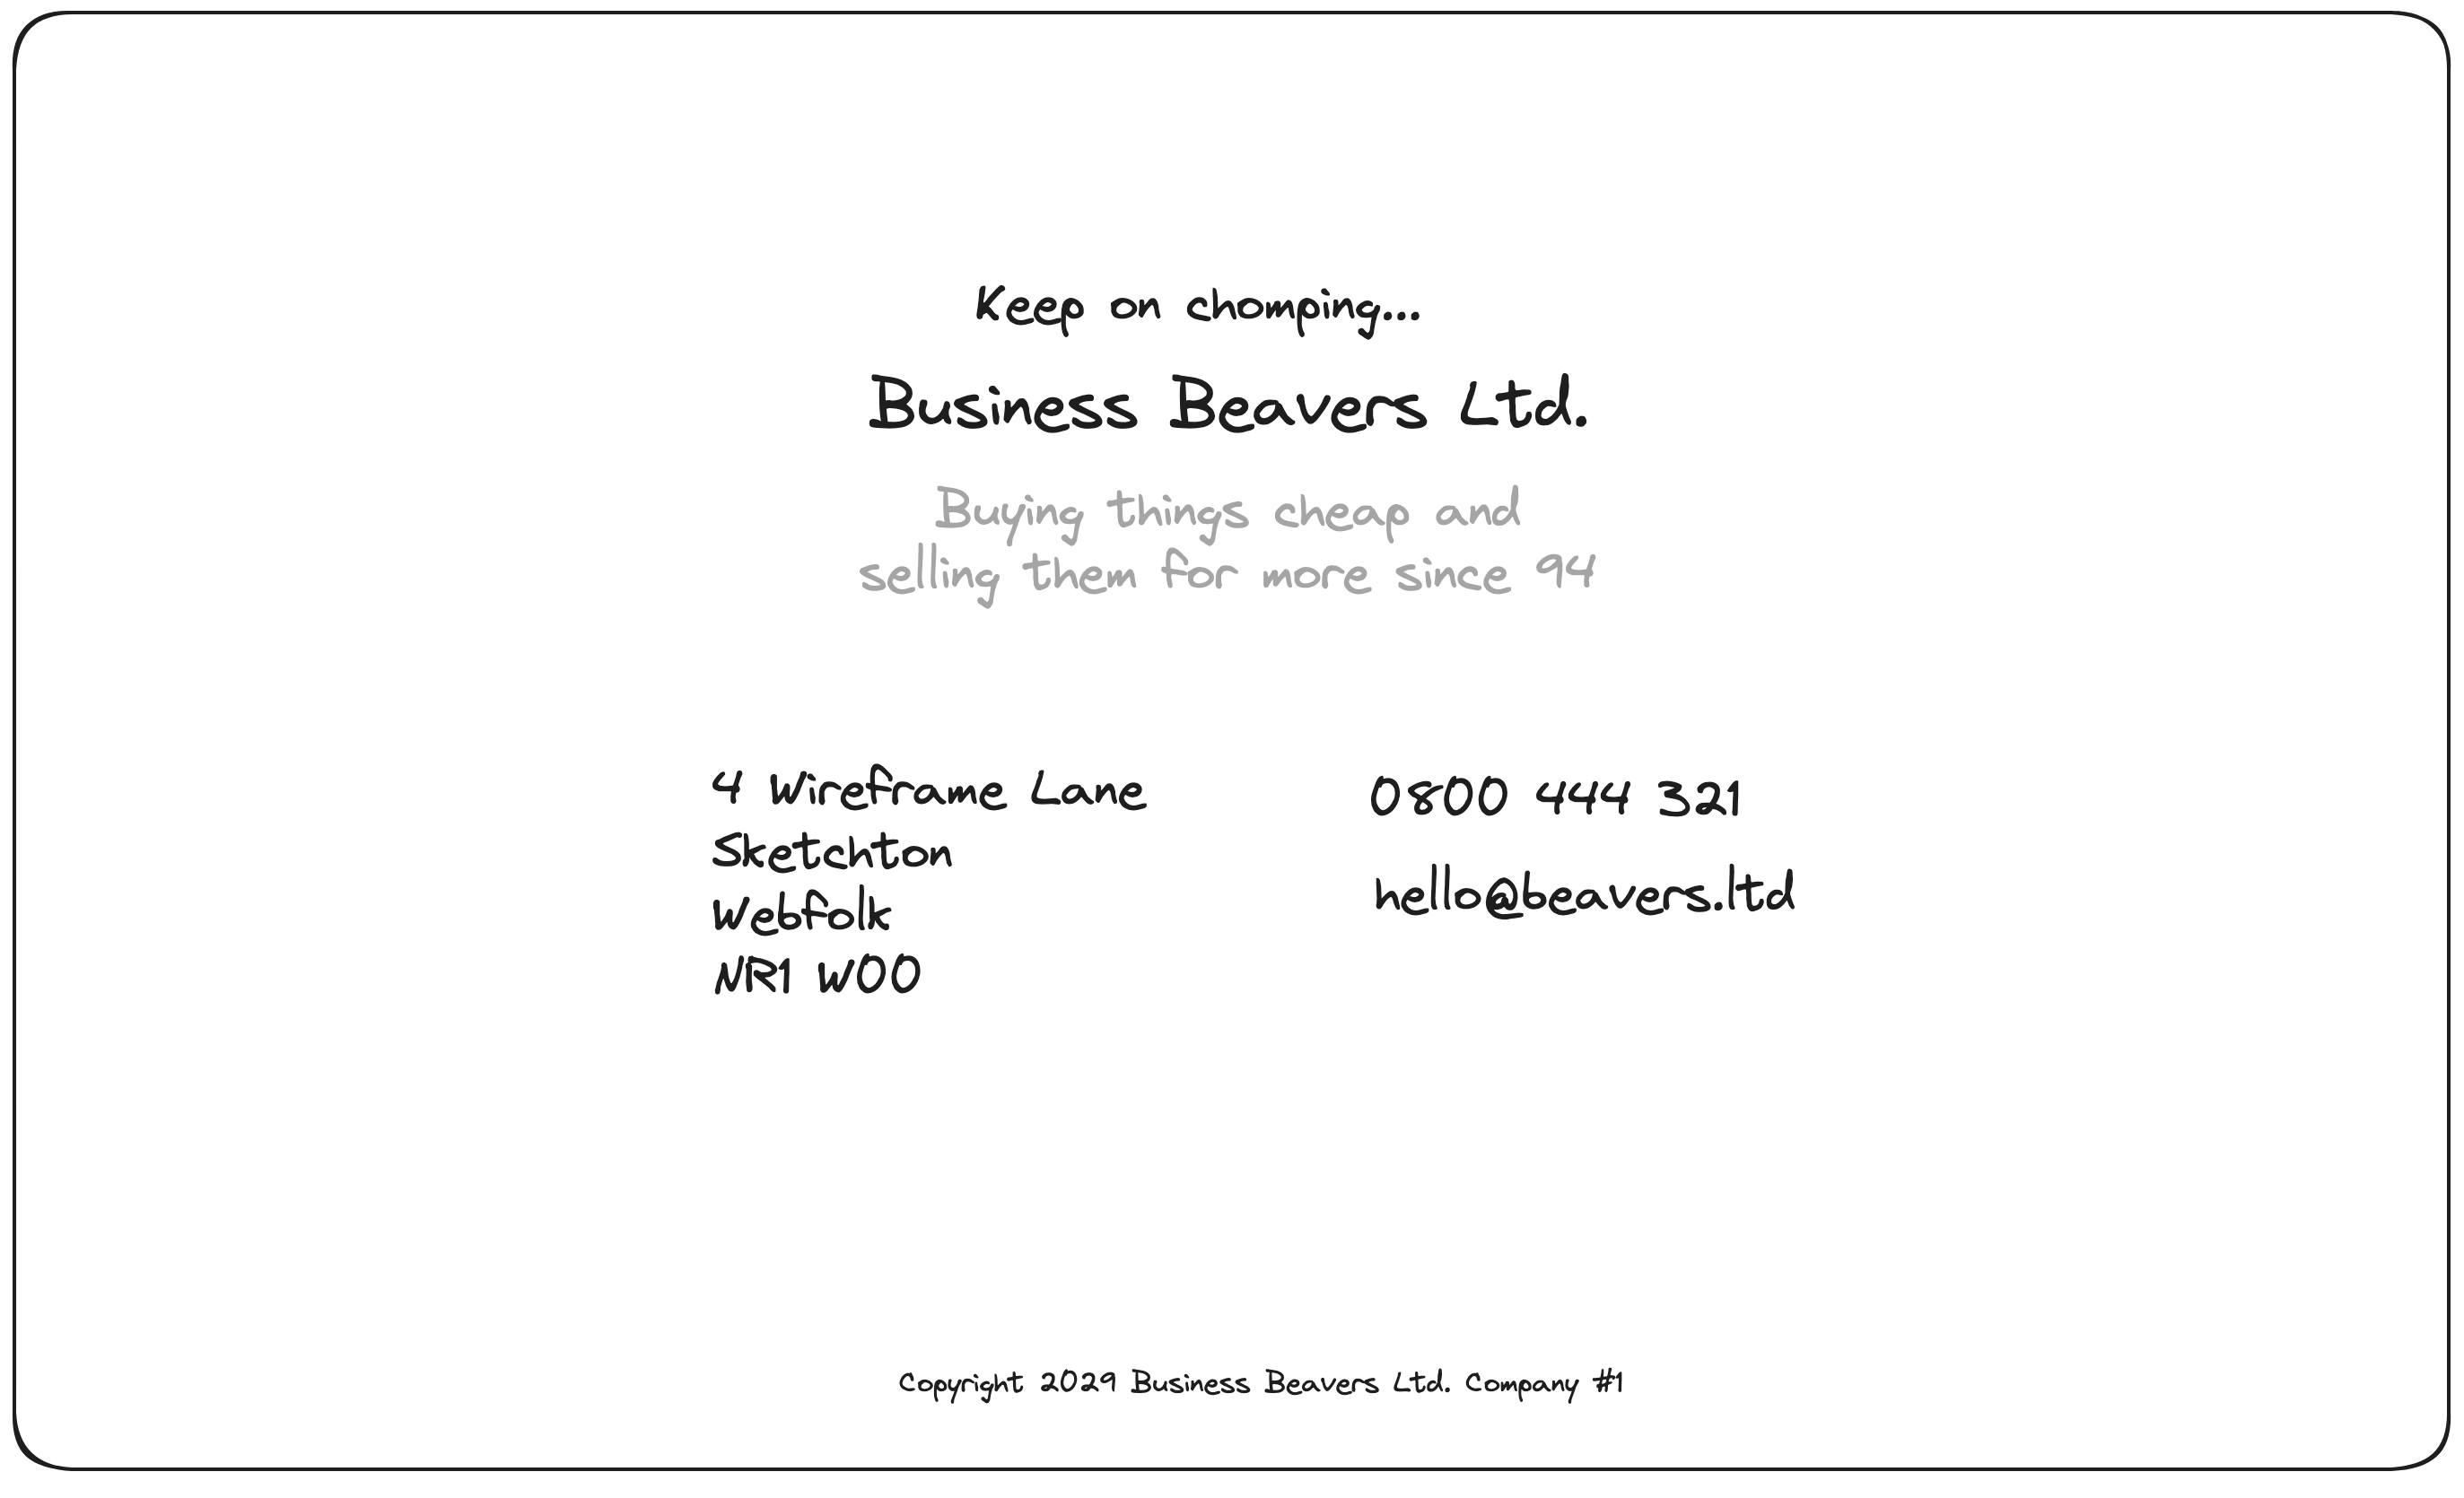 Keep on chomping...
Business Beavers Ltd.
Buying things cheap and
selling them for more since 94
4 Wireframe Lane
Sketchton
Webfolk
NR1 W00
0800 444 321
hello@beavers.ltd
Copyright 2029 Business Beavers Ltd. Company #1